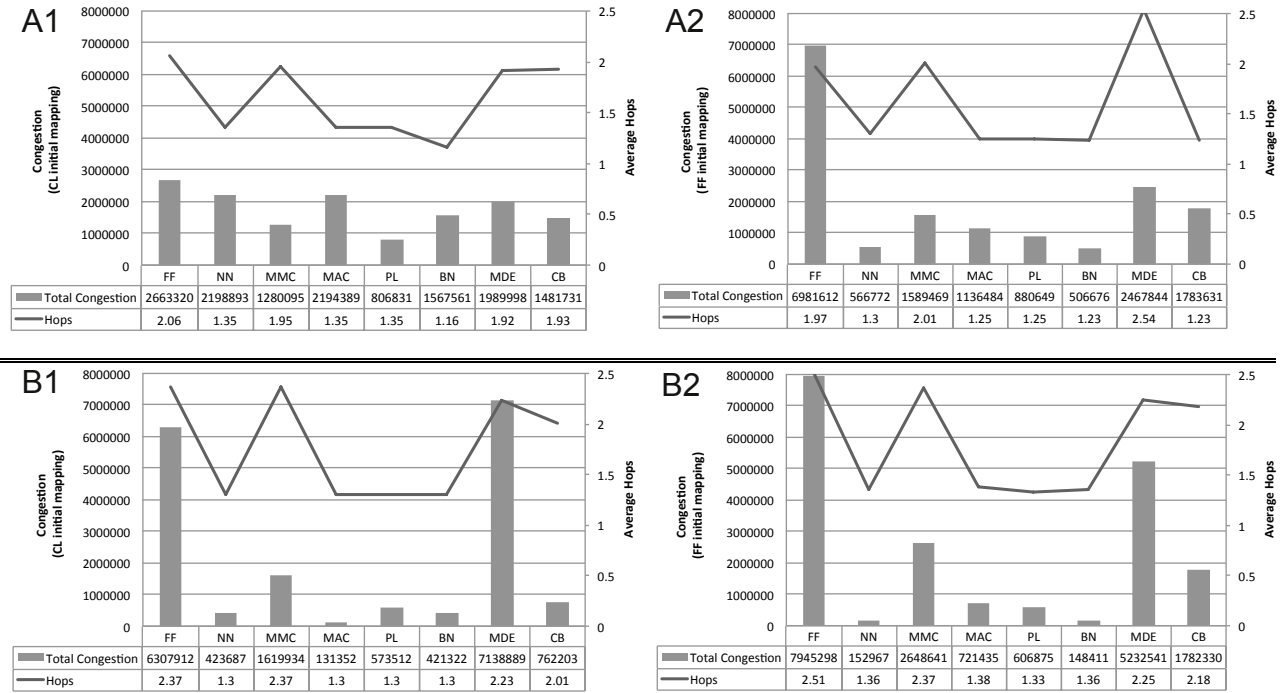 A1
8000000
7000000
6000000
5000000
4000000
3000000
2000000
1000000
0
Congestion
(CL initial mapping)
2.5
2
1.5
1
0.5
0
Average Hops
FF NN MMC MAC PL BN MDE CB
Total Congestion 2663320 2198893 1280095 2194389 806831 1567561 1989998 1481731
Hops 2.06 1.35 1.95 1.35 1.35 1.16 1.92 1.93
A2
8000000
7000000
6000000
5000000
4000000
3000000
2000000
1000000
0
Congestion
(FF initial mapping)
2.5
2
1.5
1
0.5
0
Average Hops
FF NN MMC MAC PL BN MDE CB
Total Congestion 6981612 566772 1589469 1136484 880649 506676 2467844 1783631
Hops 1.97 1.3 2.01 1.25 1.25 1.23 2.54 1.23
B1
8000000
7000000
6000000
5000000
4000000
3000000
2000000
1000000
0
Congestion
(CL initial mapping)
2.5
2
1.5
1
0.5
0
Average Hops
FF NN MMC MAC PL BN MDE CB
Total Congestion 6307912 423687 1619934 131352 573512 421322 7138889 762203
Hops 2.37 1.3 2.37 1.3 1.3 1.3 2.23 2.01
B2
8000000
7000000
6000000
5000000
4000000
3000000
2000000
1000000
0
Congestion
(FF initial mapping)
2.5
2
1.5
1
0.5
0
Average Hops
FF NN MMC MAC PL BN MDE CB
Total Congestion 7945298 152967 2648641 721435 606875 148411 5232541 1782330
Hops 2.51 1.36 2.37 1.38 1.33 1.36 2.25 2.18